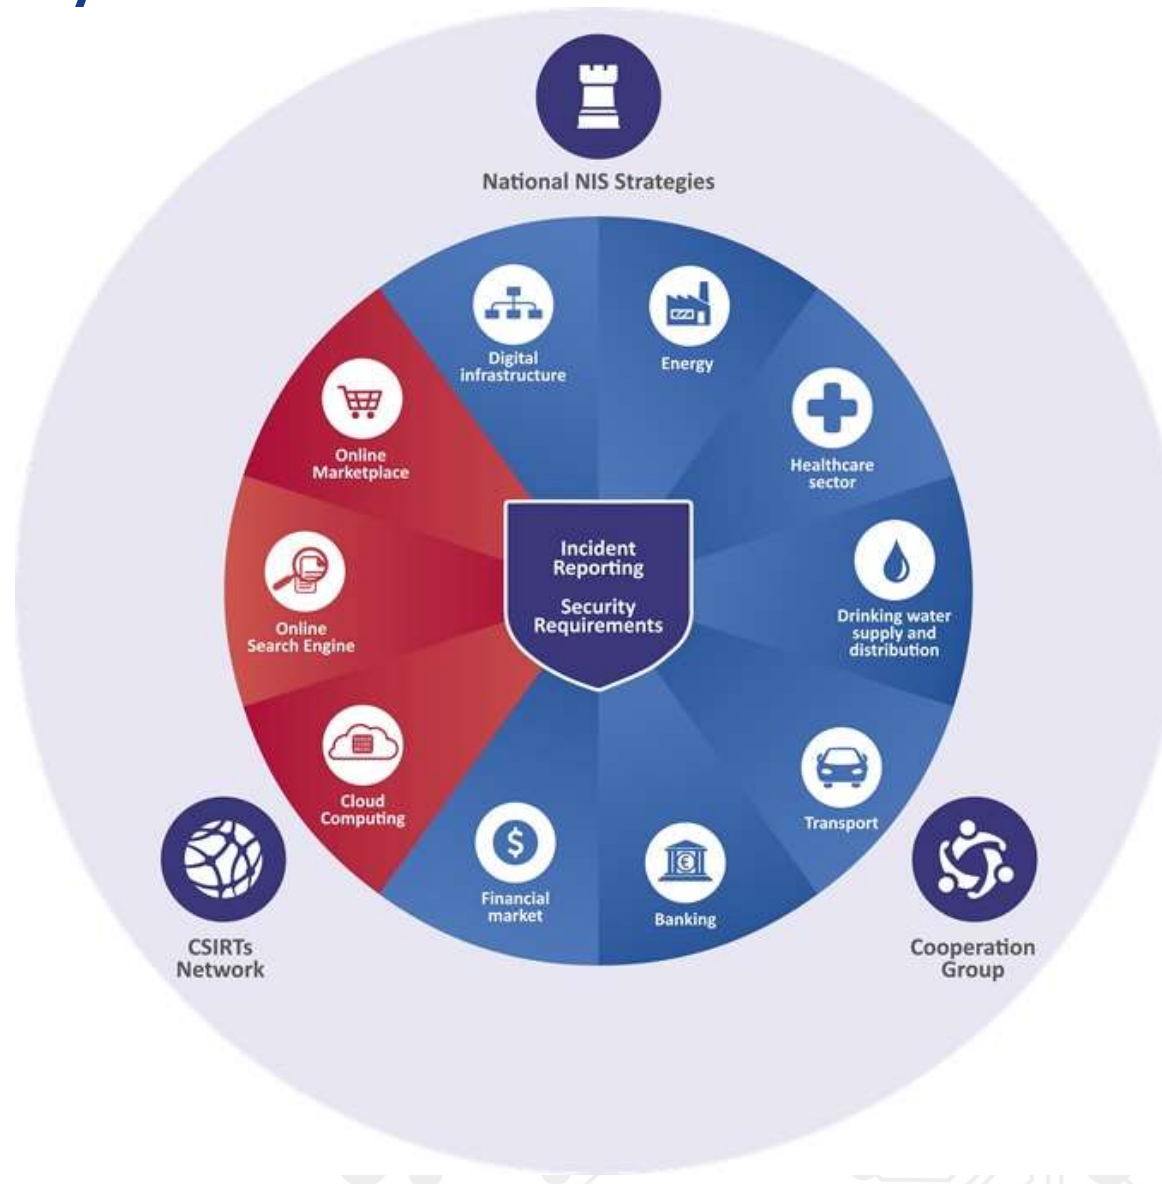 National NIS Strategies
Digital
infrastructure
Energy
Healthcare
sector
Drinking water
supply and
distribution
Transport
Banking
Financial
market
Cloud
Computing
Online
Search Engine
Online
Marketplace
Incident
Reporting
Security
Requirements
CSIRTs
Network
Cooperation
Group